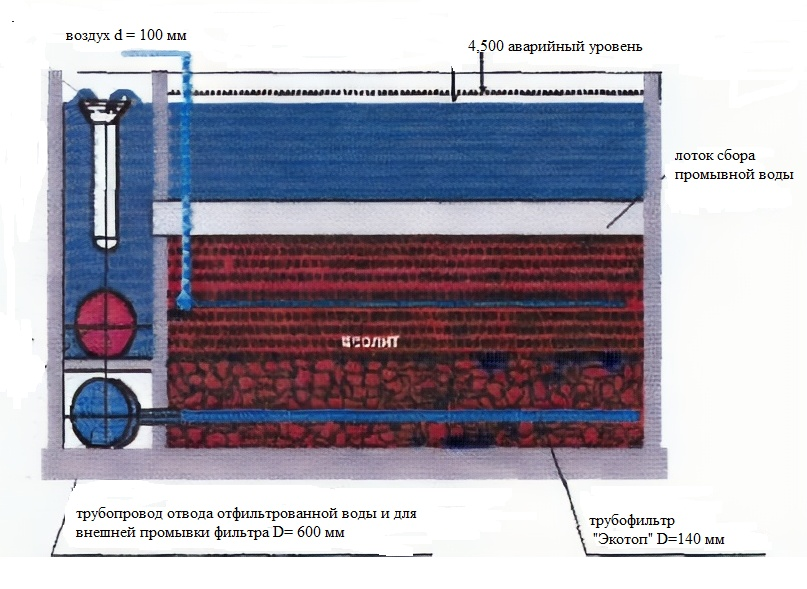 воздух d = 100 мм
4,500 аварийный уровень
лоток сбора
промывной воды
цеолит
трубопровод отвода отфильтрованной воды и для
внешней промывки фильтра D= 600 мм
трубофильтр
"Экотоп" D=140 мм